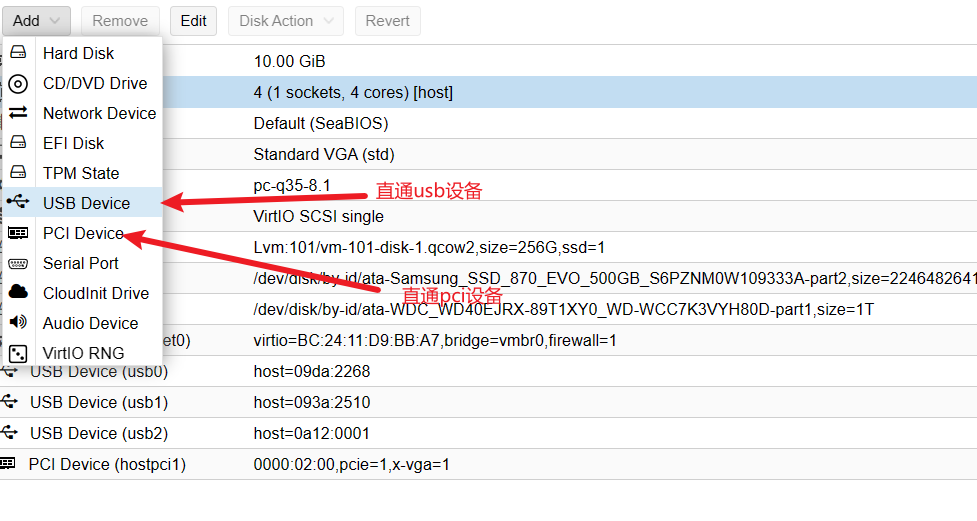 Add Remove Edit Disk Action Revert
Hard Disk 10.00 GiB
CD/DVD Drive 4 (1 sockets, 4 cores) [host]
Network Device Default (SeaBIOS)
EFI Disk Standard VGA (std)
TPM State pc-q35-8.1
直通usb设备
USB Device VirtIO SCSI single
PCI Device Lvm:101/vm-101-disk-1.qcow2,size=256G,ssd=1
Serial Port /dev/disk/by-id/ata-Samsung_SSD_870_EVO_500GB_S6PZNM0W109333A-part2,size=2246482641
直通pci设备
CloudInit Drive /dev/disk/by-id/ata-WDC_WD40EJRX-89T1XY0_WD-WCC7K3VYH80D-part1,size=1T
Audio Device
VirtIO RNG et0) virtio=BC:24:11:D9:BB:A7,bridge=vmbr0,firewall=1
USB Device (usb0) host=09da:2268
USB Device (usb1) host=093a:2510
USB Device (usb2) host=0a12:0001
PCI Device (hostpci1) 0000:02:00,pcie=1,x-vga=1